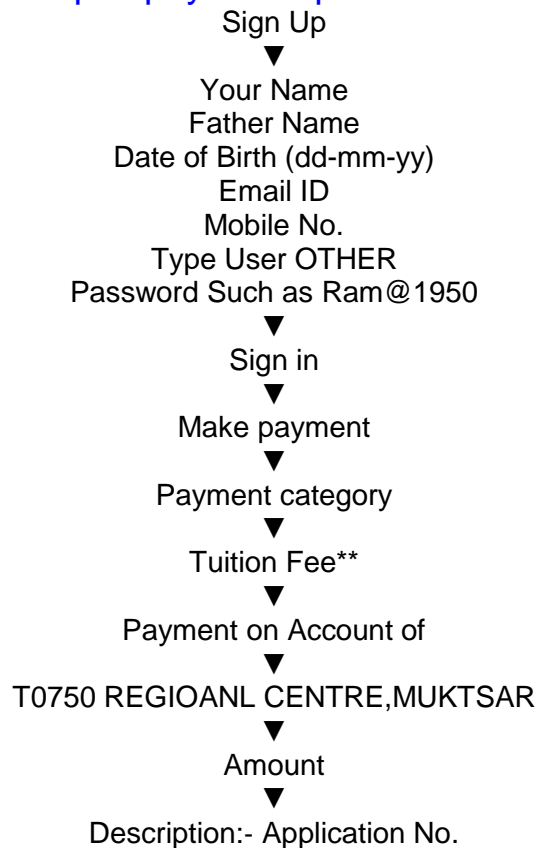 Sign Up
▼
Your Name
Father Name
Date of Birth (dd-mm-yy)
Email ID
Mobile No.
Type User OTHER
Password Such as Ram@1950
▼
Sign in
▼
Make payment
▼
Payment category
▼
Tuition Fee**
▼
Payment on Account of
▼
T0750 REGIOANL CENTRE,MUKTSAR
▼
Amount
▼
Description:- Application No.